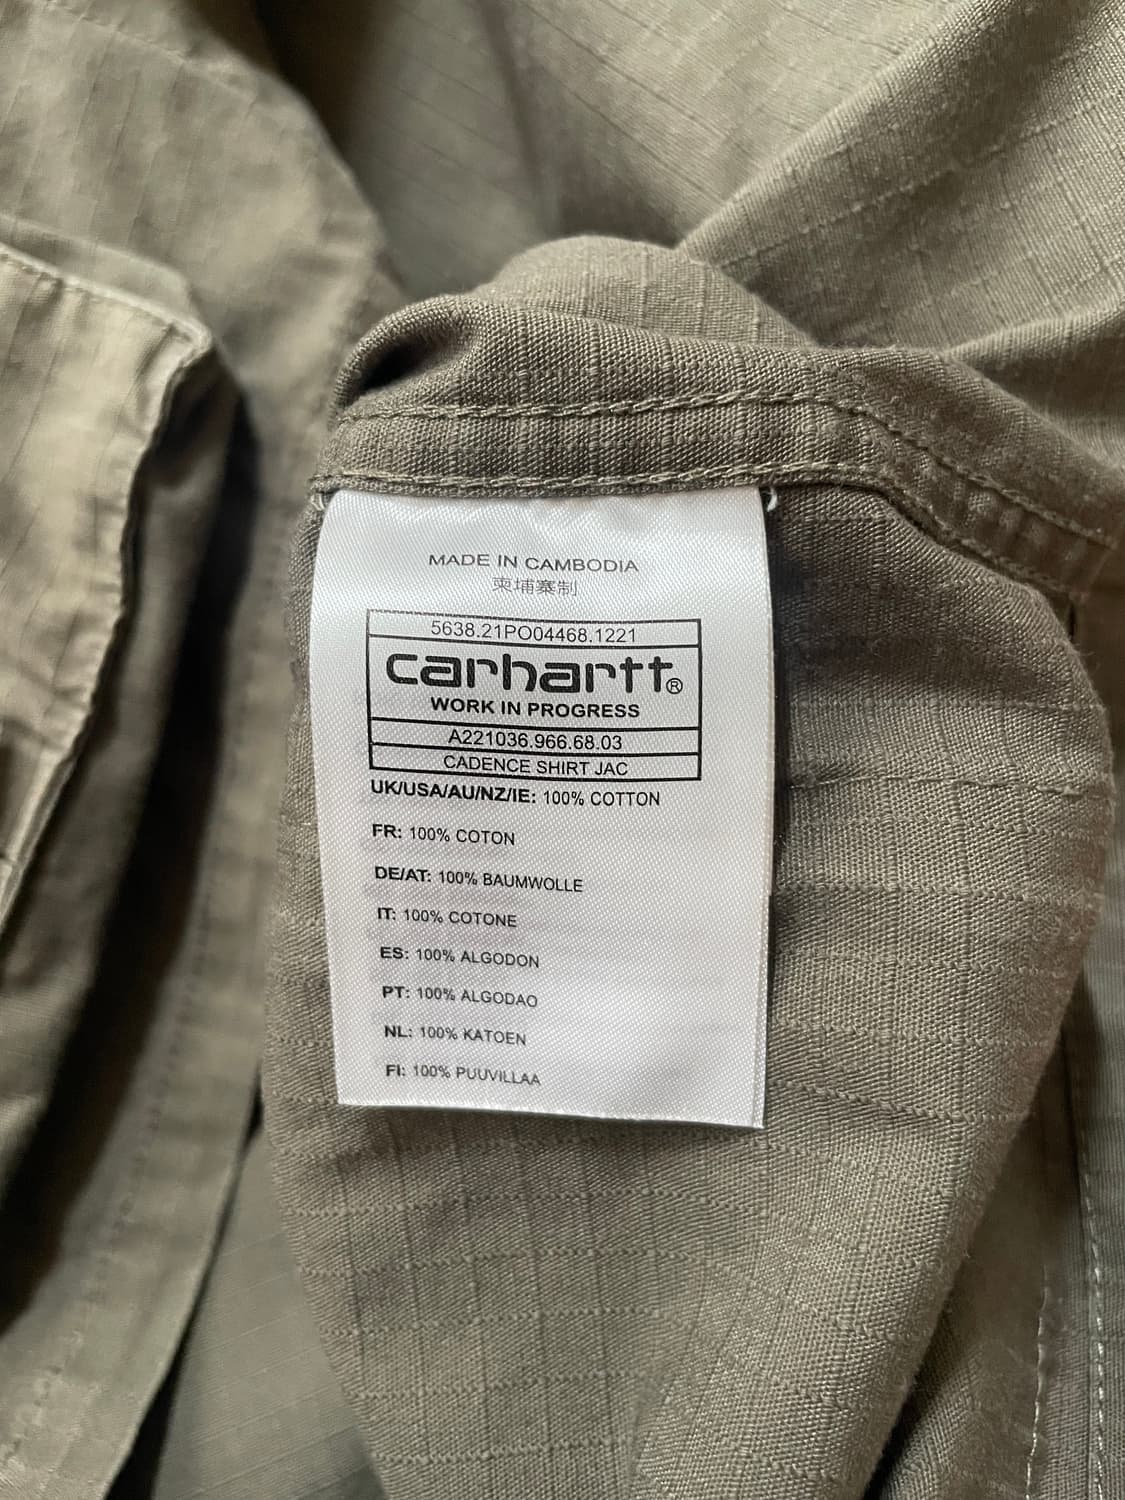 MADE IN CAMBODIA
柬埔寨制
5638.21PO04468.1221
carhartt®
WORK IN PROGRESS
A221036.966.68.03
CADENCE SHIRT JAC
UK/USA/AU/NZ/IE: 100% COTTON
FR: 100% COTON
DE/AT: 100% BAUMWOLLE
IT: 100% COTONE
ES: 100% ALGODON
PT: 100% ALGODAO
NL: 100% KATOEN
FI: 100% PUUVILLAA